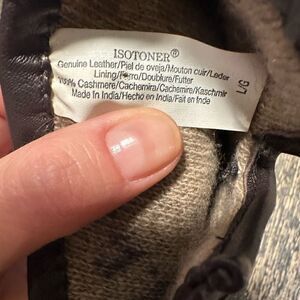 ISOTONER®
Genuine Leather/Piel de oveja/Mouton cuir/Leder
Lining/Forro/Doublure/Futter
100% Cashmere/Cachemira/Cachemire/Kaschmir
Made in India/Hecho en India/Fait en Inde
L/G